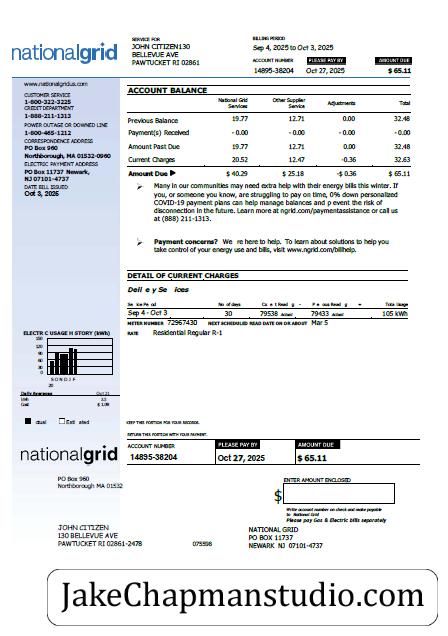 nationalgrid
SERVICE FOR
JOHN CITIZEN130
BELLEVUE AVE
PAWTUCKET RI 02861
BILLING PERIOD
Sep 4, 2025 to Oct 3, 2025
ACCOUNT NUMBER PLEASE PAY BY AMOUNT DUE
14895-38204 Oct 27, 2025 $ 65.11
www.nationalgridus.com
CUSTOMER SERVICE
1-800-322-3225
CREDIT DEPARTMENT
1-888-211-1313
POWER OUTAGE OR DOWNED LINE
1-800-465-1212
CORRESPONDENCE ADDRESS
PO Box 960
Northborough, MA 01532-0960
ELECTRIC PAYMENT ADDRESS
PO Box 11737 Newark,
NJ 07101-4737
DATE BILL ISSUED
Oct 3, 2025
ACCOUNT BALANCE
National Grid Services Other Supplier Service Adjustments Total
Previous Balance 19.77 12.71 0.00 32.48
Payment(s) Received - 0.00 - 0.00 0.00 - 0.00
Amount Past Due 19.77 12.71 0.00 32.48
Current Charges 20.52 12.47 -0.36 32.63
Amount Due ▶ $ 40.29 $ 25.18 -$ 0.36 $ 65.11
Many in our communities may need extra help with their energy bills this winter. If
you, or someone you know, are struggling to pay on time, 0% down personalized
COVID-19 payment plans can help manage balances and p event the risk of
disconnection in the future. Learn more at ngrid.com/paymentassistance or call us
at (888) 211-1313.
Payment concerns? We re here to help. To learn about solutions to help you
take control of your energy use and bills, visit www.ngrid.com/billhelp.
DETAIL OF CURRENT CHARGES
Deli e y Se ices
No of days Total Usage
Sep 4 - Oct 3 30 79538 Actual 79433 Actual 105 kWh
METER NUMBER 72967430 NEXT SCHEDULED READ DATE ON OR ABOUT Mar 5
RATE Residential Regular R-1
ELECTR C USAGE H STORY (kWh)
150
120
90
60
30
0
S O N D J F
20
Daily Averages Oct 21
kWh 3.5
Cost $ 1.09
ctual Esti ated
KEEP THIS PORTION FOR YOUR RECORDS.
RETURN THIS PORTION WITH YOUR PAYMENT.
nationalgrid
ACCOUNT NUMBER PLEASE PAY BY AMOUNT DUE
14895-38204 Oct 27, 2025 $ 65.11
PO Box 960
Northborough MA 01532
ENTER AMOUNT ENCLOSED
$
Write account number on check and make payable
to National Grid
Please pay Gas & Electric bills separately
JOHN CITIZEN
130 BELLEVUE AVE
PAWTUCKET RI 02861-2478
075598
NATIONAL GRID
PO BOX 11737
NEWARK NJ 07101-4737
JakeChapmanstudio.com